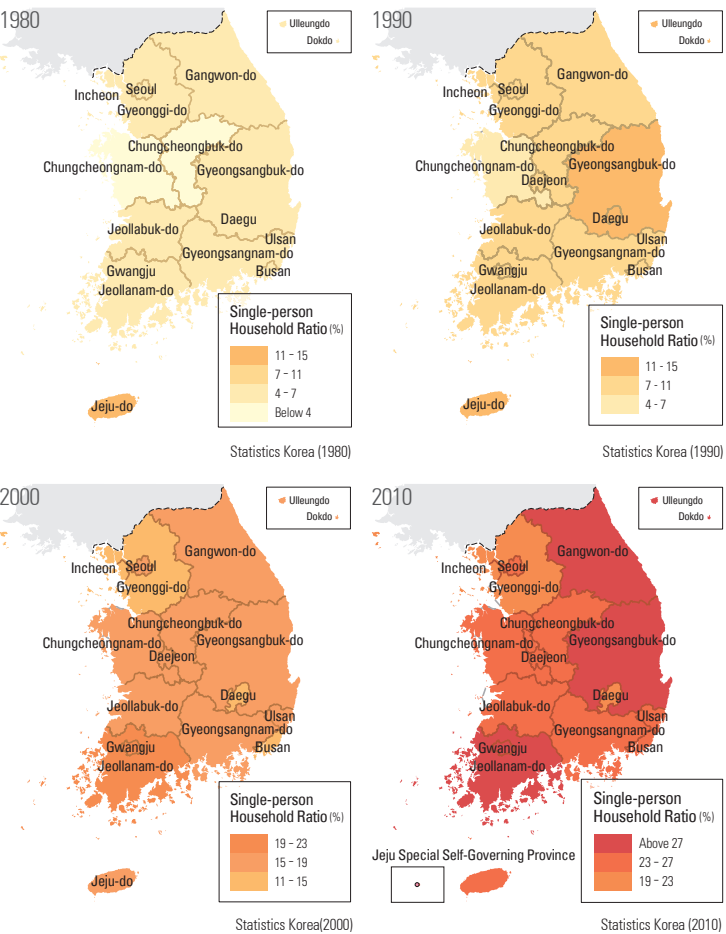 1980
Ulleungdo
Dokdo
Gangwon-do
Seoul
Incheon
Gyeonggi-do
Chungcheongbuk-do
Chungcheongnam-do
Gyeongsangbuk-do
Daegu
Jeollabuk-do
Ulsan
Gyeongsangnam-do
Gwangju
Busan
Jeollanam-do
Single-person
Household Ratio (%)
11 - 15
7 - 11
4 - 7
Below 4
Jeju-do
Statistics Korea (1980)
1990
Ulleungdo
Dokdo
Gangwon-do
Seoul
Incheon
Gyeonggi-do
Chungcheongbuk-do
Chungcheongnam-do
Gyeongsangbuk-do
Daejeon
Daegu
Jeollabuk-do
Ulsan
Gyeongsangnam-do
Gwangju
Busan
Jeollanam-do
Single-person
Household Ratio (%)
11 - 15
7 - 11
4 - 7
Jeju-do
Statistics Korea (1990)
2000
Ulleungdo
Dokdo
Gangwon-do
Seoul
Incheon
Gyeonggi-do
Chungcheongbuk-do
Chungcheongnam-do
Gyeongsangbuk-do
Daejeon
Daegu
Jeollabuk-do
Ulsan
Gyeongsangnam-do
Gwangju
Busan
Jeollanam-do
Single-person
Household Ratio (%)
19 - 23
15 - 19
11 - 15
Jeju-do
Statistics Korea(2000)
2010
Ulleungdo
Dokdo
Gangwon-do
Seoul
Incheon
Gyeonggi-do
Chungcheongbuk-do
Chungcheongnam-do
Gyeongsangbuk-do
Daejeon
Daegu
Jeollabuk-do
Ulsan
Gyeongsangnam-do
Gwangju
Busan
Jeollanam-do
Single-person
Household Ratio (%)
Above 27
23 - 27
19 - 23
Jeju Special Self-Governing Province
Statistics Korea (2010)